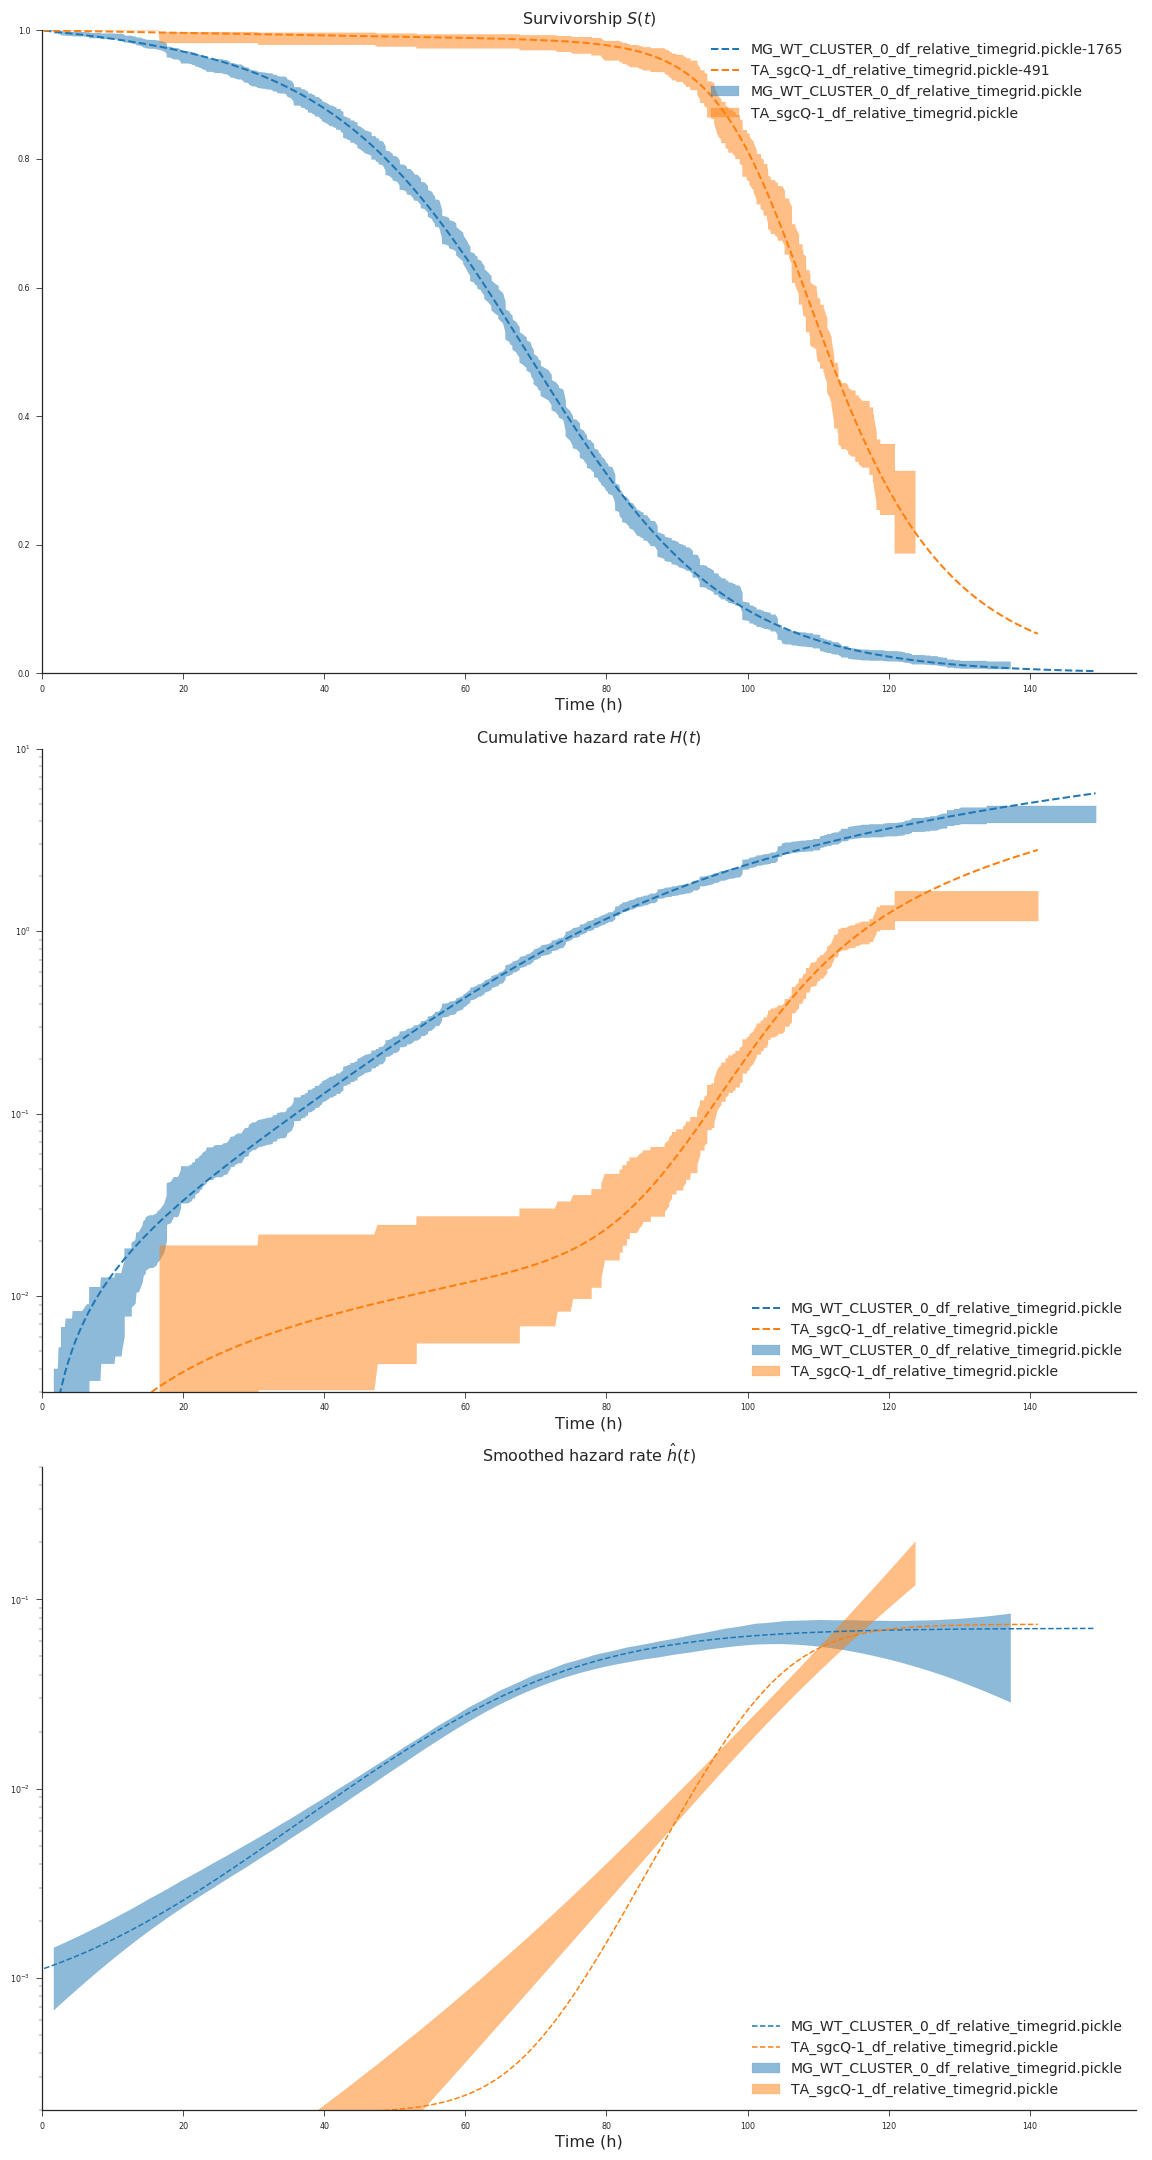 Survivorship S(t)
1.0
0.8
0.6
0.4
0.2
0.0
MG_WT_CLUSTER_0_df_relative_timegrid.pickle-1765
TA_sgcQ-1_df_relative_timegrid.pickle-491
MG_WT_CLUSTER_0_df_relative_timegrid.pickle
TA_sgcQ-1_df_relative_timegrid.pickle
0 20 40 60 80 100 120 140
Time (h)
Cumulative hazard rate H(t)
10¹
10⁰
10⁻¹
10⁻²
MG_WT_CLUSTER_0_df_relative_timegrid.pickle
TA_sgcQ-1_df_relative_timegrid.pickle
MG_WT_CLUSTER_0_df_relative_timegrid.pickle
TA_sgcQ-1_df_relative_timegrid.pickle
0 20 40 60 80 100 120 140
Time (h)
Smoothed hazard rate ĥ(t)
10⁻¹
10⁻²
10⁻³
MG_WT_CLUSTER_0_df_relative_timegrid.pickle
TA_sgcQ-1_df_relative_timegrid.pickle
MG_WT_CLUSTER_0_df_relative_timegrid.pickle
TA_sgcQ-1_df_relative_timegrid.pickle
0 20 40 60 80 100 120 140
Time (h)